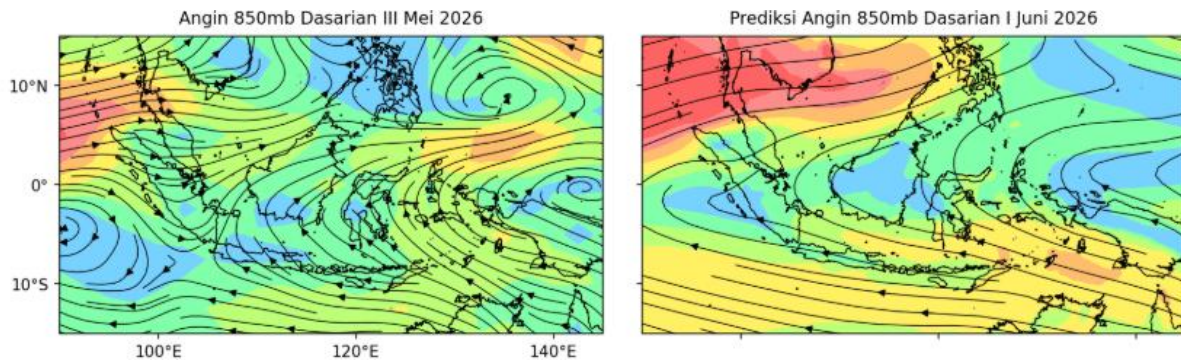 Angin 850mb Dasarian III Mei 2026
Prediksi Angin 850mb Dasarian I Juni 2026
10°N
0°
10°S
100°E 120°E 140°E